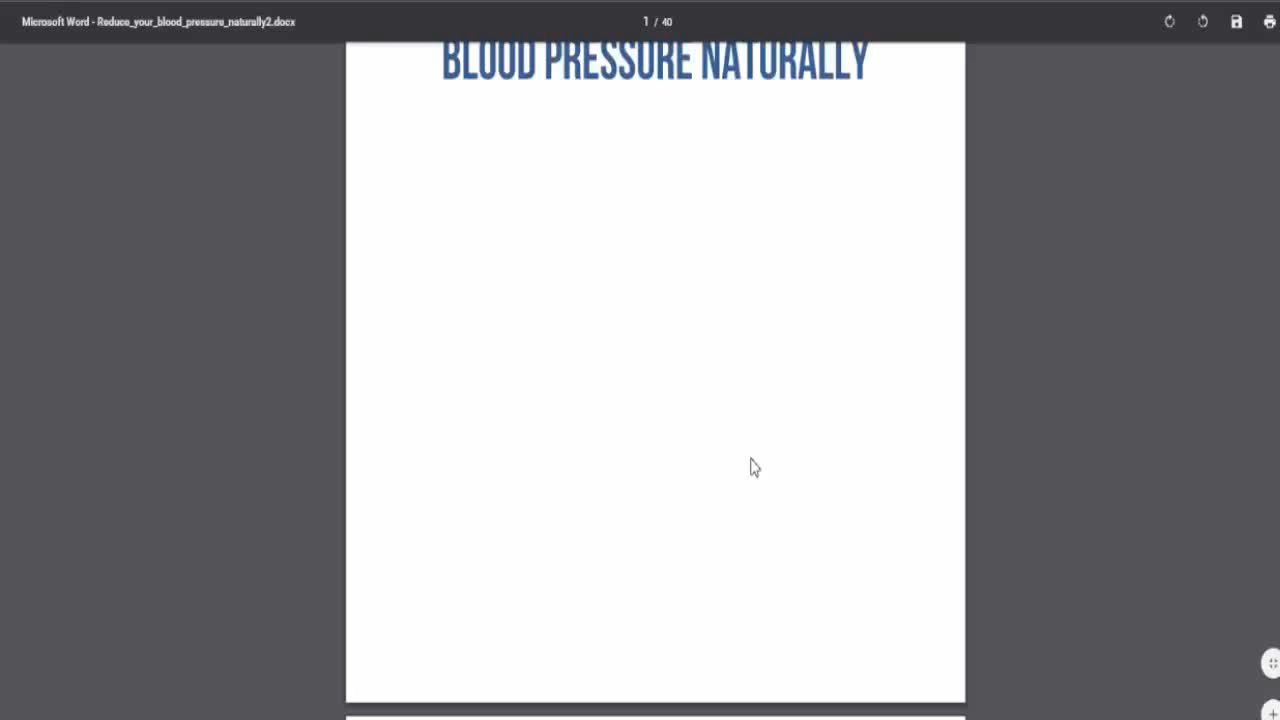 Microsoft Word - Reduce_your_blood_pressure_naturally2.docx
1 / 40
BLOOD PRESSURE NATURALLY